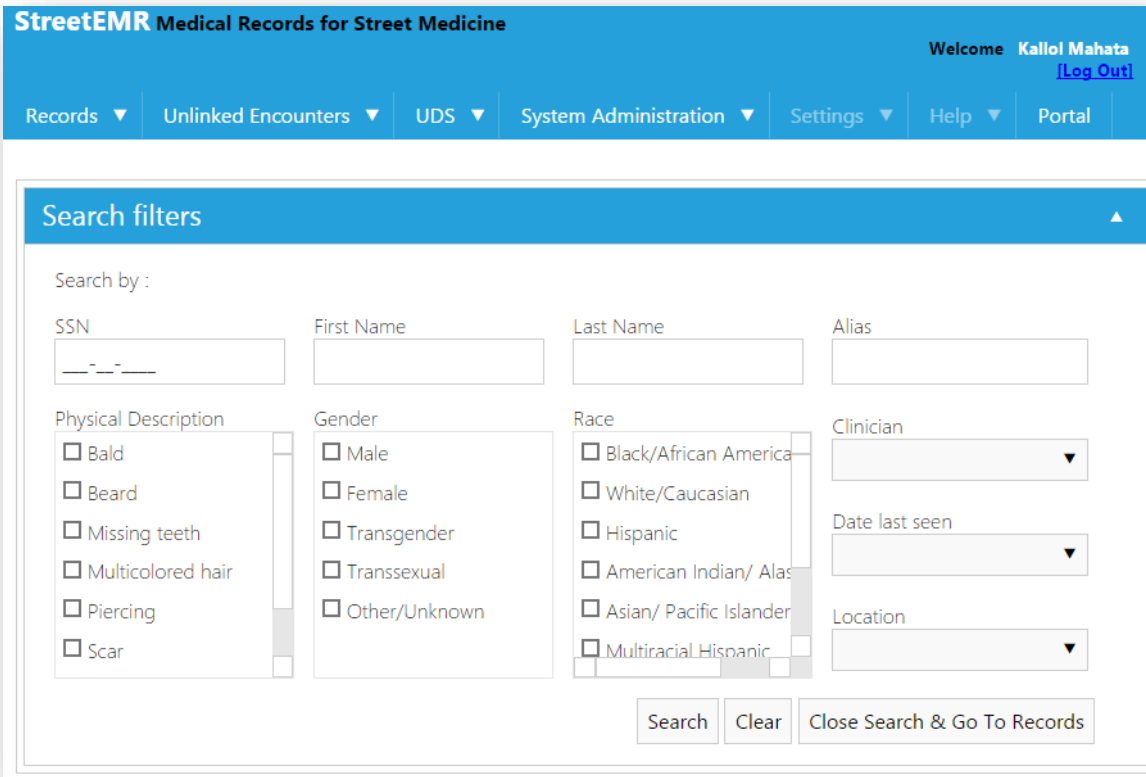 StreetEMR Medical Records for Street Medicine
Welcome Kallol Mahata
[Log Out]
Records ▼ Unlinked Encounters ▼ UDS ▼ System Administration ▼ Settings ▼ Help ▼ Portal
Search filters ▲
Search by :
SSN First Name Last Name Alias
___-__-____
Physical Description Gender Race Clinician
Bald Male Black/African America
Beard Female White/Caucasian
Missing teeth Transgender Hispanic Date last seen
Multicolored hair Transsexual American Indian/ Alas
Piercing Other/Unknown Asian/ Pacific Islander Location
Scar Multiracial Hispanic
Search Clear Close Search & Go To Records